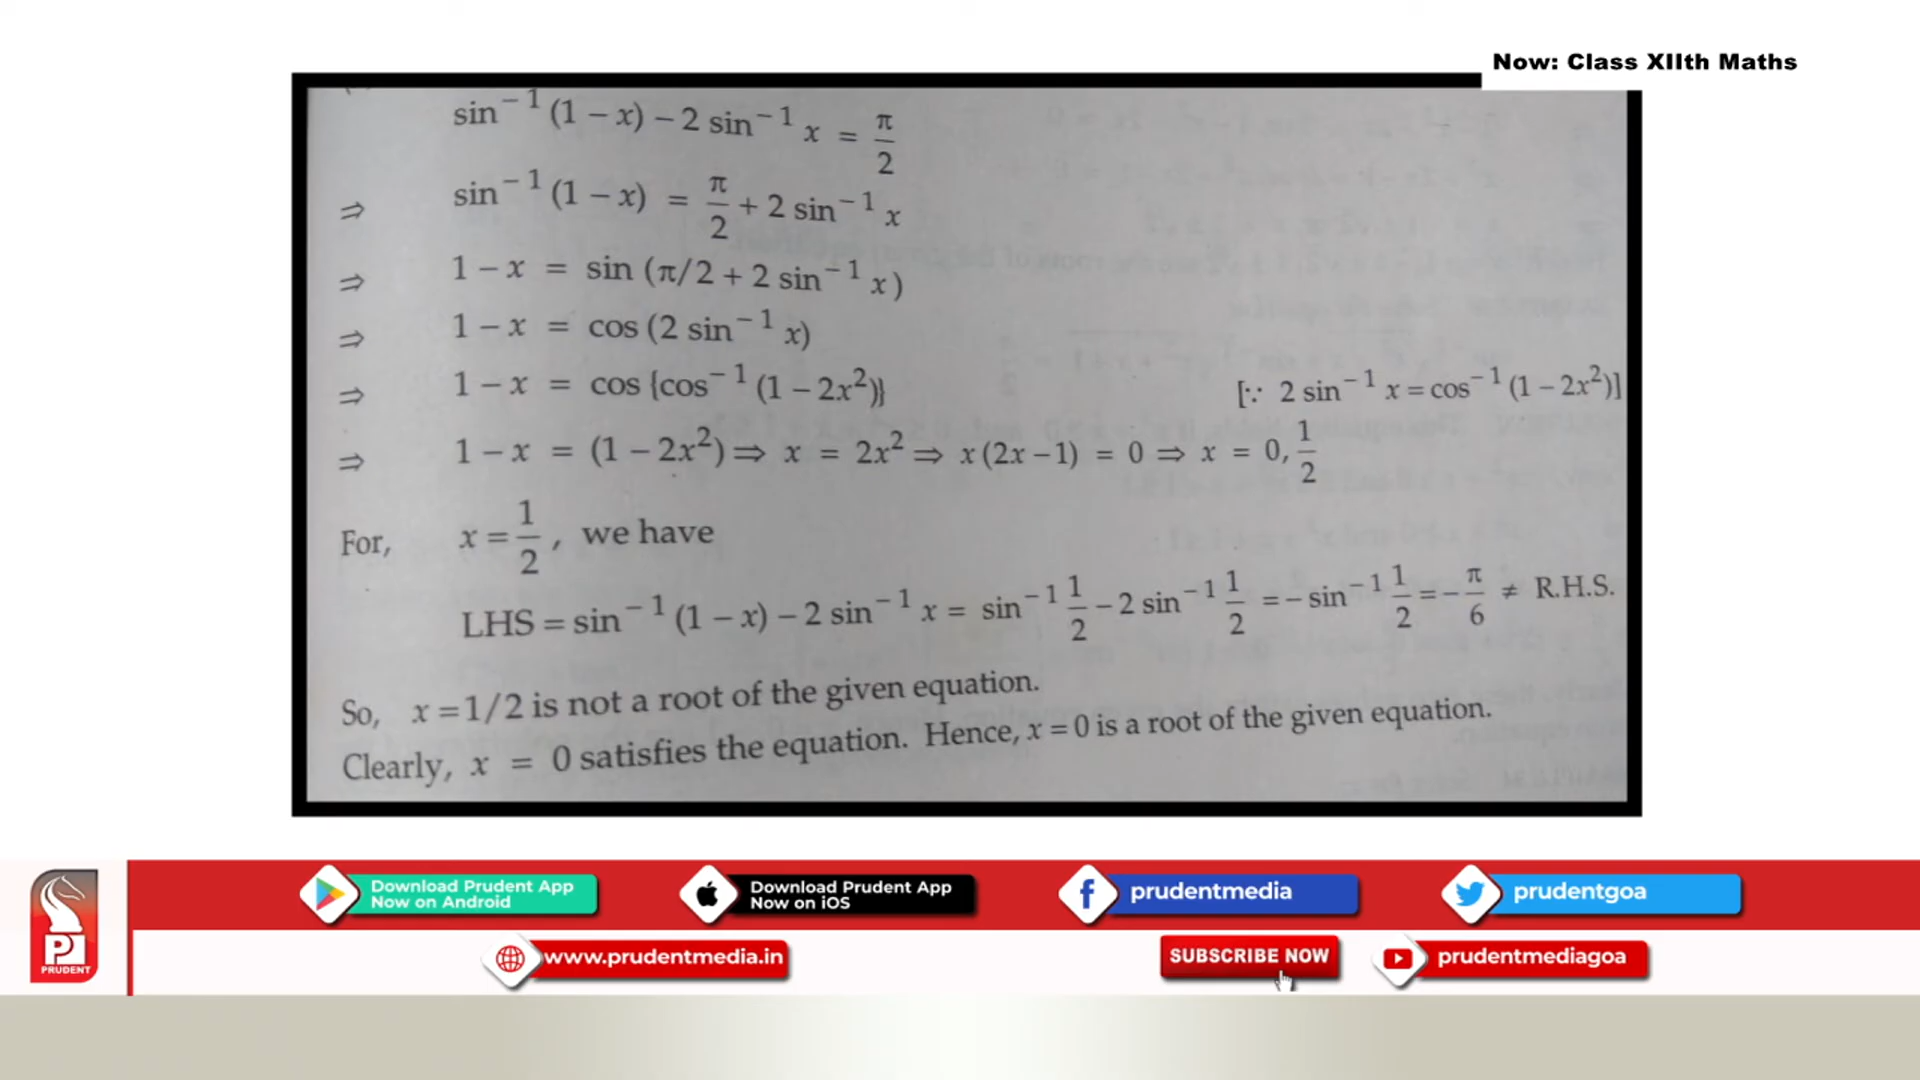 Now: Class XIIth Maths
sin⁻¹ (1 – x) – 2 sin⁻¹ x = π/2
⇒ sin⁻¹ (1 – x) = π/2 + 2 sin⁻¹ x
⇒ 1 – x = sin (π/2 + 2 sin⁻¹ x)
⇒ 1 – x = cos (2 sin⁻¹ x)
⇒ 1 – x = cos {cos⁻¹ (1 – 2x²)} [∵ 2 sin⁻¹ x = cos⁻¹ (1 – 2x²)]
⇒ 1 – x = (1 – 2x²) ⇒ x = 2x² ⇒ x (2x – 1) = 0 ⇒ x = 0, 1/2
For, x = 1/2 , we have
LHS = sin⁻¹ (1 – x) – 2 sin⁻¹ x = sin⁻¹ 1/2 – 2 sin⁻¹ 1/2 = – sin⁻¹ 1/2 = – π/6 ≠ R.H.S.
So, x = 1/2 is not a root of the given equation.
Clearly, x = 0 satisfies the equation. Hence, x = 0 is a root of the given equation.
Download Prudent App
Now on Android
Download Prudent App
Now on iOS
prudentmedia
prudentgoa
PRUDENT
www.prudentmedia.in
SUBSCRIBE NOW
prudentmediagoa